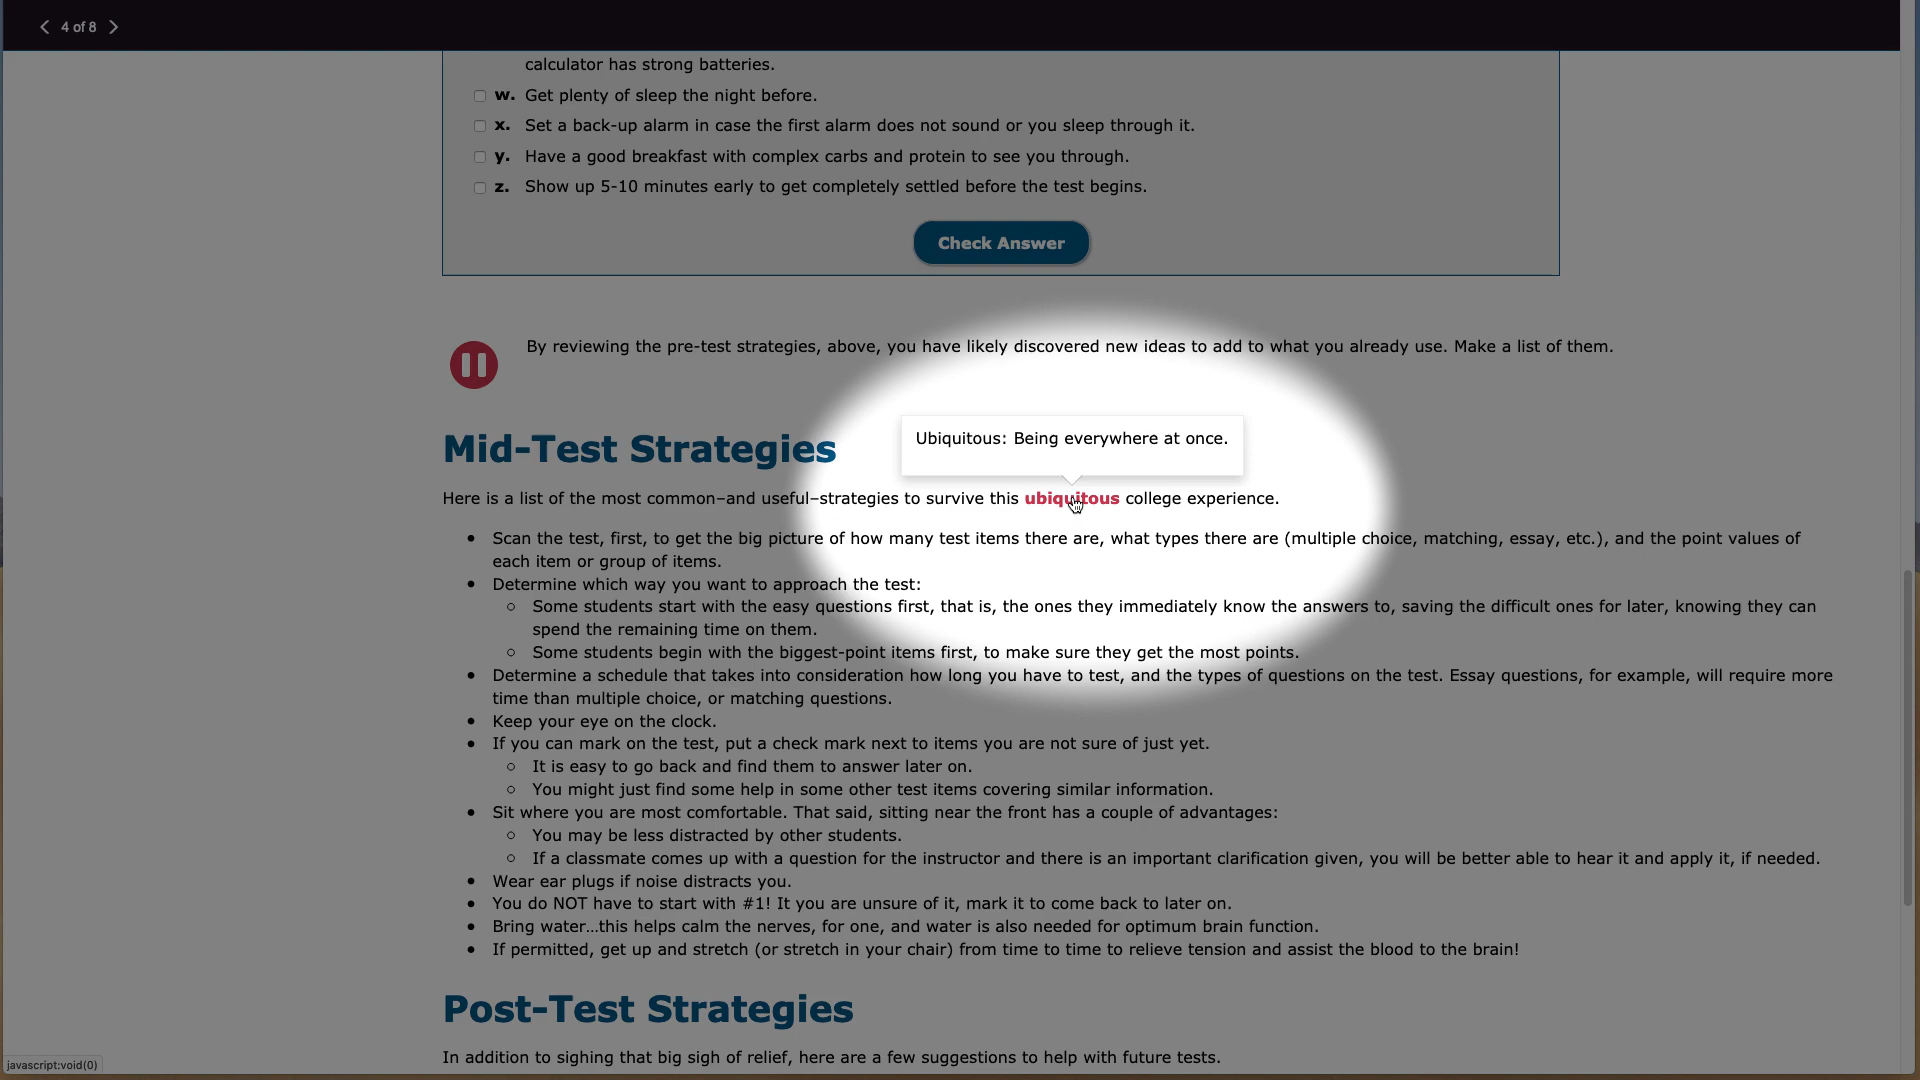 4 of 8
calculator has strong batteries.
w. Get plenty of sleep the night before.
x. Set a back-up alarm in case the first alarm does not sound or you sleep through it.
y. Have a good breakfast with complex carbs and protein to see you through.
z. Show up 5-10 minutes early to get completely settled before the test begins.
Check Answer
By reviewing the pre-test strategies, above, you have likely discovered new ideas to add to what you already use. Make a list of them.
Ubiquitous: Being everywhere at once.
Mid-Test Strategies
Here is a list of the most common–and useful–strategies to survive this ubiquitous college experience.
• Scan the test, first, to get the big picture of how many test items there are, what types there are (multiple choice, matching, essay, etc.), and the point values of
each item or group of items.
• Determine which way you want to approach the test:
○ Some students start with the easy questions first, that is, the ones they immediately know the answers to, saving the difficult ones for later, knowing they can
spend the remaining time on them.
○ Some students begin with the biggest-point items first, to make sure they get the most points.
• Determine a schedule that takes into consideration how long you have to test, and the types of questions on the test. Essay questions, for example, will require more
time than multiple choice, or matching questions.
• Keep your eye on the clock.
• If you can mark on the test, put a check mark next to items you are not sure of just yet.
○ It is easy to go back and find them to answer later on.
○ You might just find some help in some other test items covering similar information.
• Sit where you are most comfortable. That said, sitting near the front has a couple of advantages:
○ You may be less distracted by other students.
○ If a classmate comes up with a question for the instructor and there is an important clarification given, you will be better able to hear it and apply it, if needed.
• Wear ear plugs if noise distracts you.
• You do NOT have to start with #1! It you are unsure of it, mark it to come back to later on.
• Bring water...this helps calm the nerves, for one, and water is also needed for optimum brain function.
• If permitted, get up and stretch (or stretch in your chair) from time to time to relieve tension and assist the blood to the brain!
Post-Test Strategies
In addition to sighing that big sigh of relief, here are a few suggestions to help with future tests.
javascript:void(0)